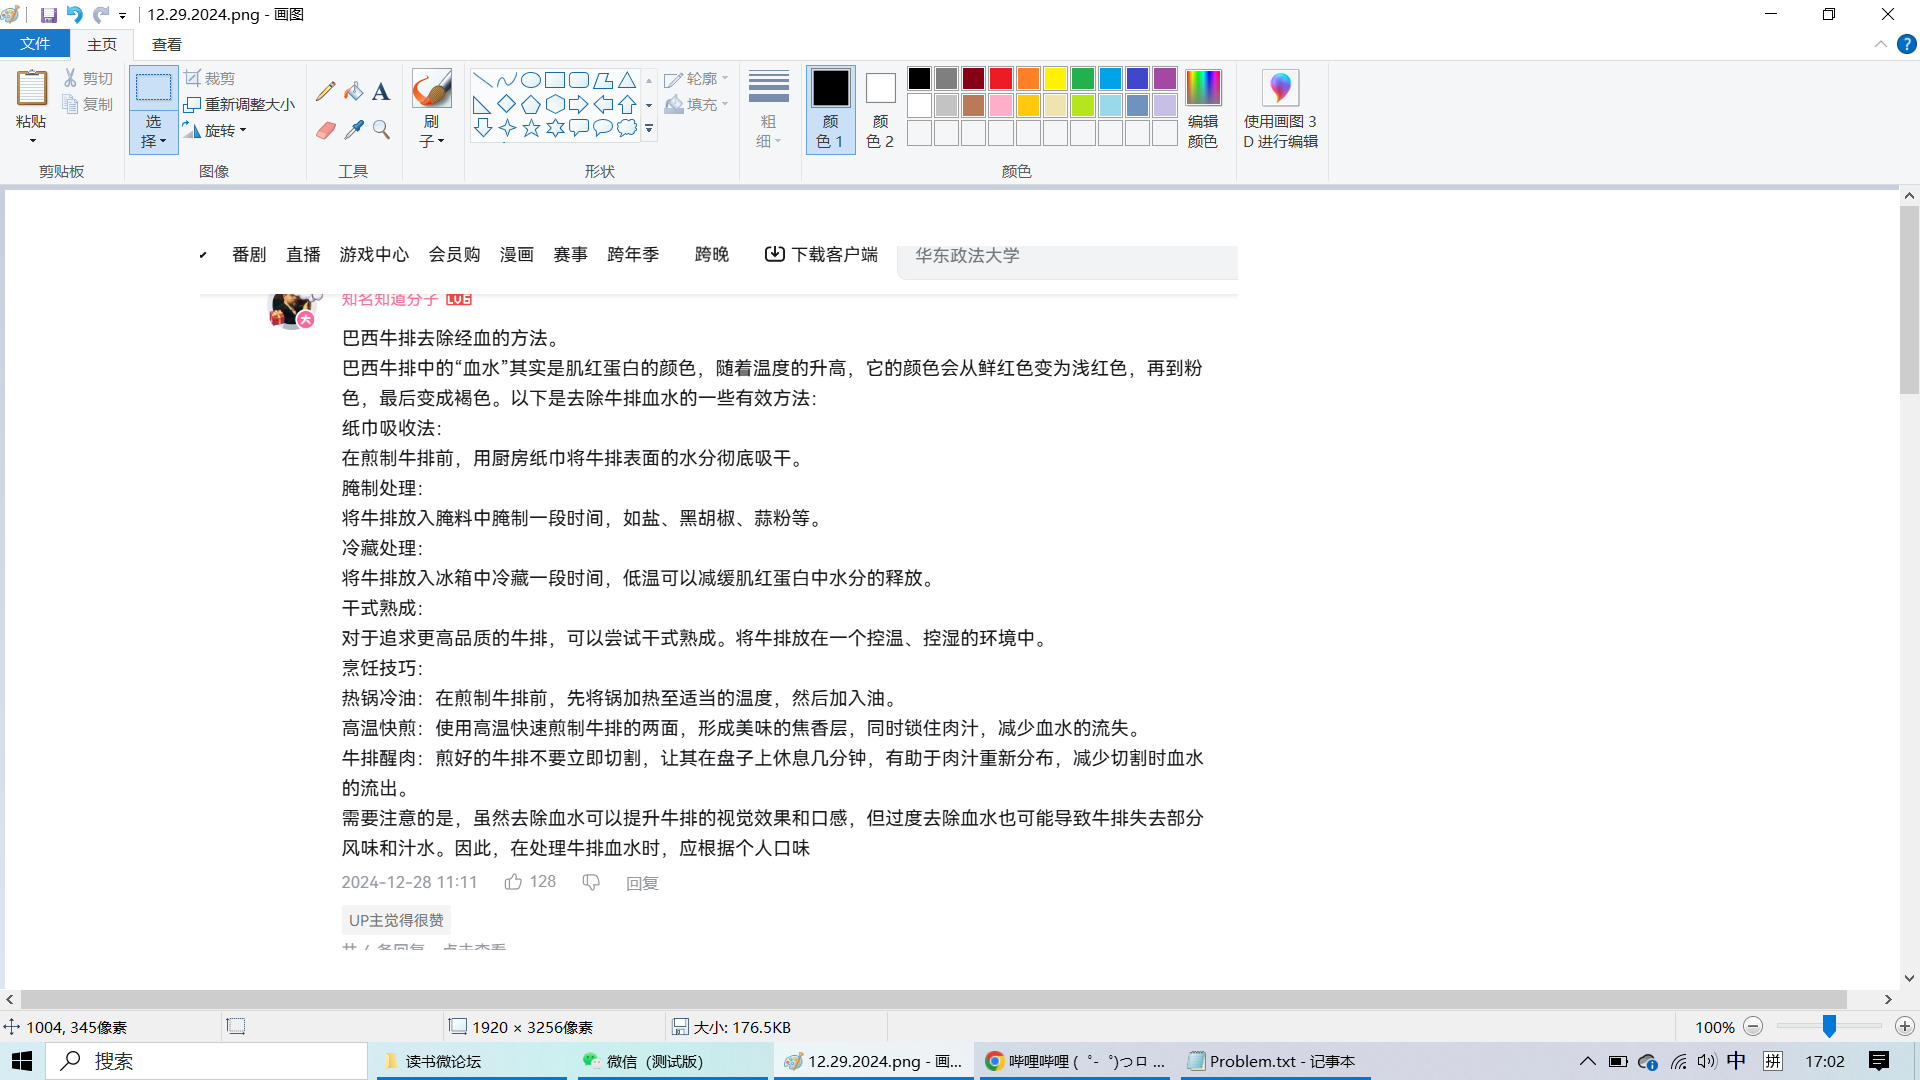 12.29.2024.png - 画图
文件 主页 查看
剪切
复制
粘贴
裁剪
重新调整大小
旋转
选择
刷子
轮廓
填充
粗细
颜色 1
颜色 2
编辑颜色
使用画图 3D 进行编辑
剪贴板 图像 工具 形状 颜色
番剧 直播 游戏中心 会员购 漫画 赛事 跨年季 跨晚 下载客户端 华东政法大学
知名知道分子 LV6
巴西牛排去除经血的方法。
巴西牛排中的“血水”其实是肌红蛋白的颜色，随着温度的升高，它的颜色会从鲜红色变为浅红色，再到粉
色，最后变成褐色。以下是去除牛排血水的一些有效方法：
纸巾吸收法：
在煎制牛排前，用厨房纸巾将牛排表面的水分彻底吸干。
腌制处理：
将牛排放入腌料中腌制一段时间，如盐、黑胡椒、蒜粉等。
冷藏处理：
将牛排放入冰箱中冷藏一段时间，低温可以减缓肌红蛋白中水分的释放。
干式熟成：
对于追求更高品质的牛排，可以尝试干式熟成。将牛排放在一个控温、控湿的环境中。
烹饪技巧：
热锅冷油：在煎制牛排前，先将锅加热至适当的温度，然后加入油。
高温快煎：使用高温快速煎制牛排的两面，形成美味的焦香层，同时锁住肉汁，减少血水的流失。
牛排醒肉：煎好的牛排不要立即切割，让其在盘子上休息几分钟，有助于肉汁重新分布，减少切割时血水
的流出。
需要注意的是，虽然去除血水可以提升牛排的视觉效果和口感，但过度去除血水也可能导致牛排失去部分
风味和汁水。因此，在处理牛排血水时，应根据个人口味
2024-12-28 11:11 128 回复
UP主觉得很赞
1004, 345像素 1920 × 3256像素 大小: 176.5KB 100%
搜索 读书微论坛 微信（测试版） 12.29.2024.png - 画... 哔哩哔哩 ( ゜- ゜)つロ ... Problem.txt - 记事本 中 拼 17:02